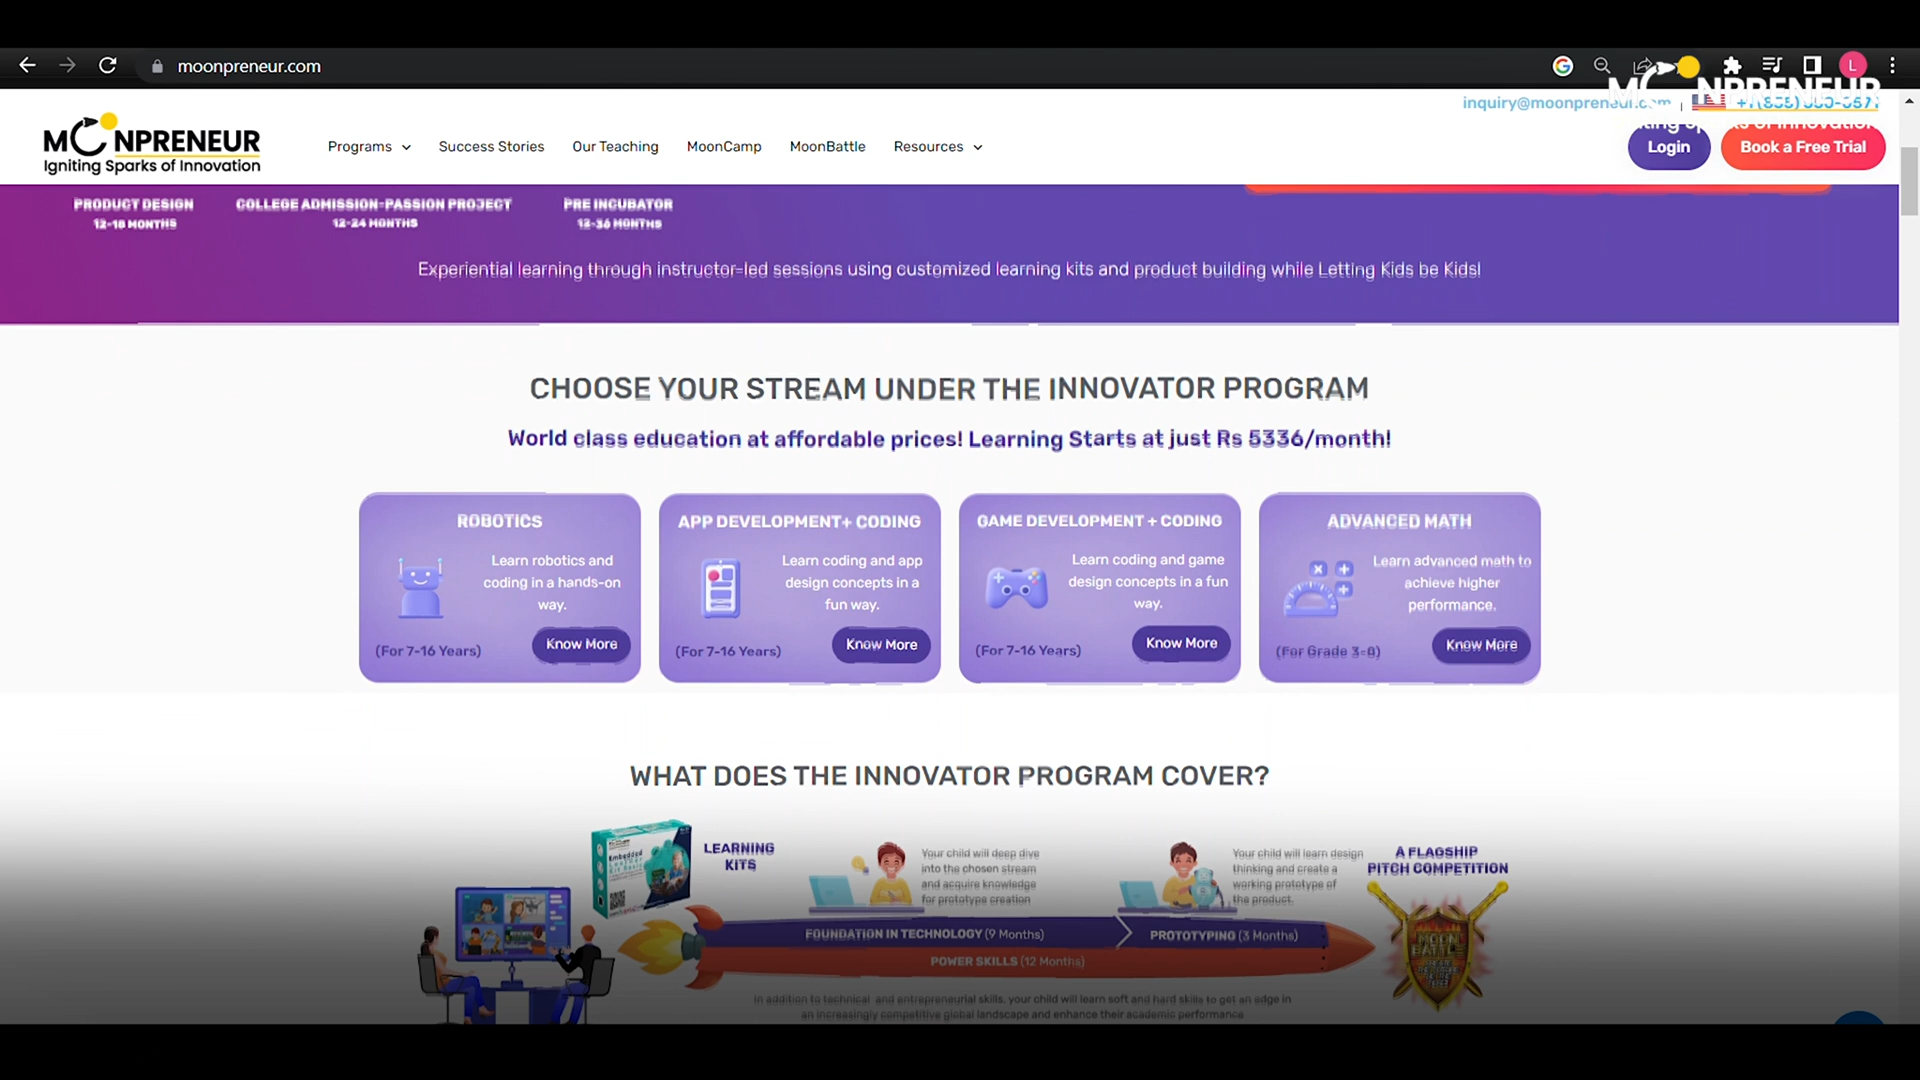 moonpreneur.com
L
MOONPRENEUR
Igniting Sparks of Innovation
Programs
Success Stories
Our Teaching
MoonCamp
MoonBattle
Resources
inquiry@moonpreneur.com
Login
Book a Free Trial
PRODUCT DESIGN
12-18 MONTHS
COLLEGE ADMISSION-PASSION PROJECT
12-24 MONTHS
PRE INCUBATOR
12-36 MONTHS
Experiential learning through instructor-led sessions using customized learning kits and product building while Letting Kids be Kids!
CHOOSE YOUR STREAM UNDER THE INNOVATOR PROGRAM
World class education at affordable prices! Learning Starts at just Rs 5336/month!
ROBOTICS
Learn robotics and
coding in a hands-on
way.
(For 7-16 Years)
Know More
APP DEVELOPMENT+ CODING
Learn coding and app
design concepts in a
fun way.
(For 7-16 Years)
Know More
GAME DEVELOPMENT + CODING
Learn coding and game
design concepts in a fun
way.
(For 7-16 Years)
Know More
ADVANCED MATH
Learn advanced math to
achieve higher
performance.
(For Grade 3-8)
Know More
WHAT DOES THE INNOVATOR PROGRAM COVER?
LEARNING
KITS
Your child will deep dive
into the chosen stream
and acquire knowledge
for prototype creation
Your child will learn design
thinking and create a
working prototype of
the product.
A FLAGSHIP
PITCH COMPETITION
FOUNDATION IN TECHNOLOGY (9 Months)
PROTOTYPING (3 Months)
POWER SKILLS (12 Months)
MOON
BATTLE
In addition to technical and entrepreneurial skills, your child will learn soft and hard skills to get an edge in
an increasingly competitive global landscape and enhance their academic performance